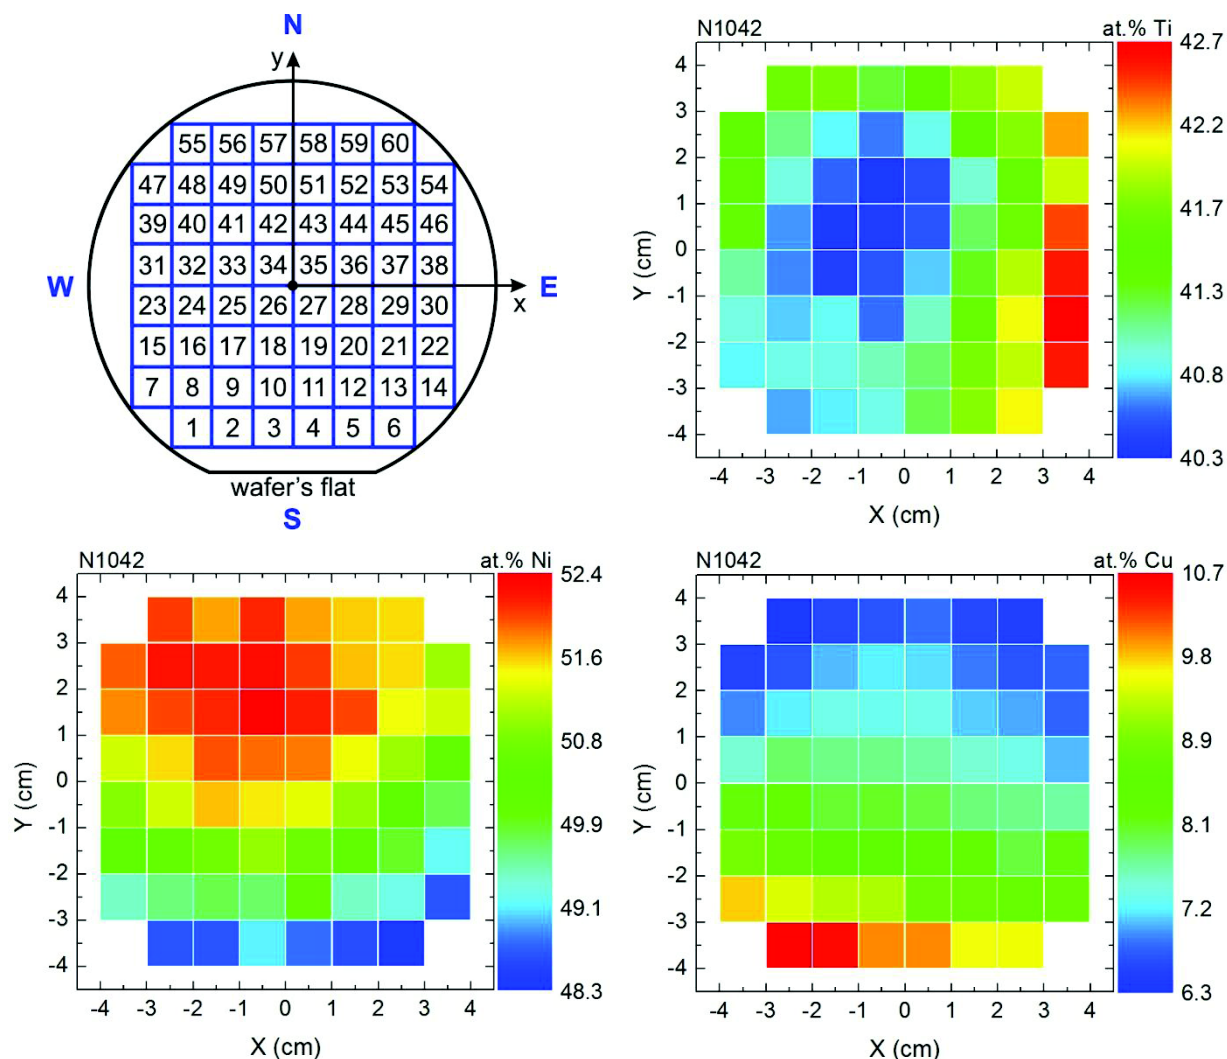 N
y
55 56 57 58 59 60
47 48 49 50 51 52 53 54
39 40 41 42 43 44 45 46
W 31 32 33 34 35 36 37 38 x E
23 24 25 26 27 28 29 30
15 16 17 18 19 20 21 22
7 8 9 10 11 12 13 14
1 2 3 4 5 6
wafer's flat
S
N1042 at.% Ti
4
3
2
1
0
-1
-2
-3
-4
Y (cm)
-4 -3 -2 -1 0 1 2 3 4
X (cm)
42.7
42.2
41.7
41.3
40.8
40.3
N1042 at.% Ni
4
3
2
1
0
-1
-2
-3
-4
Y (cm)
-4 -3 -2 -1 0 1 2 3 4
X (cm)
52.4
51.6
50.8
49.9
49.1
48.3
N1042 at.% Cu
4
3
2
1
0
-1
-2
-3
-4
Y (cm)
-4 -3 -2 -1 0 1 2 3 4
X (cm)
10.7
9.8
8.9
8.1
7.2
6.3